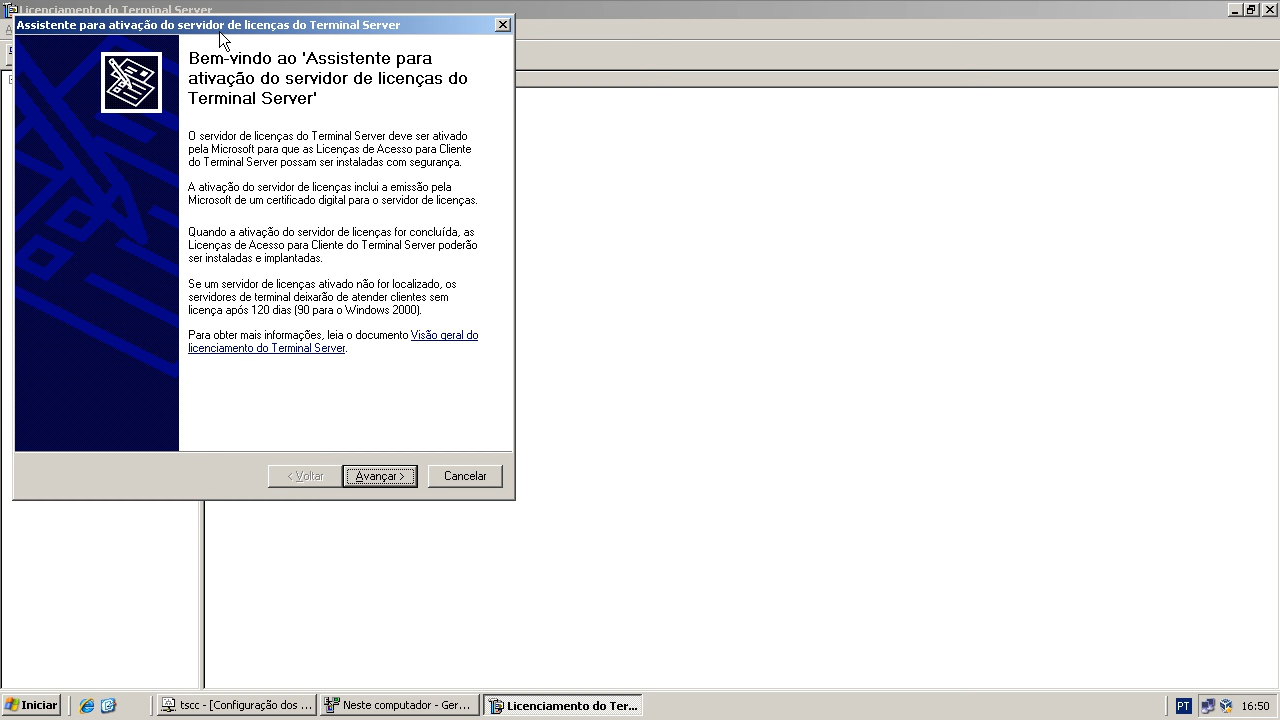 Licenciamento do Terminal Server
Assistente para ativação do servidor de licenças do Terminal Server
Bem-vindo ao 'Assistente para
ativação do servidor de licenças do
Terminal Server'
O servidor de licenças do Terminal Server deve ser ativado
pela Microsoft para que as Licenças de Acesso para Cliente
do Terminal Server possam ser instaladas com segurança.
A ativação do servidor de licenças inclui a emissão pela
Microsoft de um certificado digital para o servidor de licenças.
Quando a ativação do servidor de licenças for concluída, as
Licenças de Acesso para Cliente do Terminal Server poderão
ser instaladas e implantadas.
Se um servidor de licenças ativado não for localizado, os
servidores de terminal deixarão de atender clientes sem
licença após 120 dias (90 para o Windows 2000).
Para obter mais informações, leia o documento Visão geral do
licenciamento do Terminal Server.
< Voltar Avançar > Cancelar
Iniciar tscc - [Configuração dos ... Neste computador - Ger... Licenciamento do Ter... PT 16:50